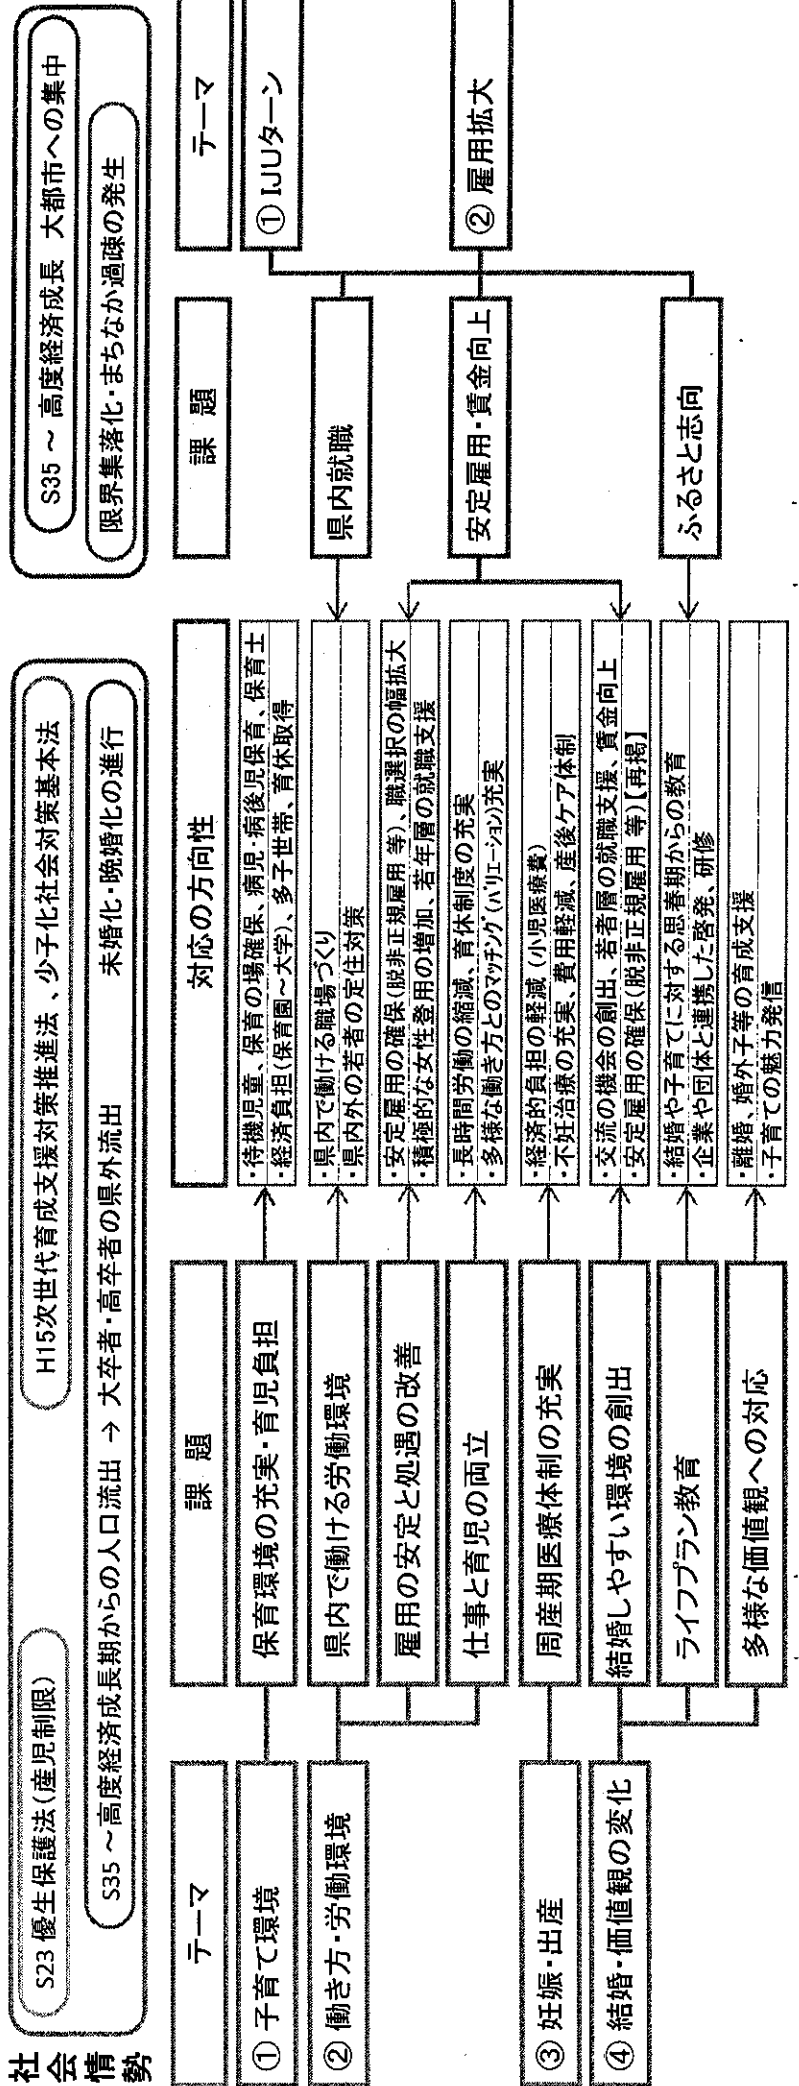 社会情勢
S23 優生保護法(産児制限)
H15次世代育成支援対策推進法、少子化社会対策基本法
S35 ~高度経済成長期からの人口流出 → 大卒者・高卒者の県外流出 未婚化・晩婚化の進行
S35 ~ 高度経済成長 大都市への集中
限界集落化・まちなか過疎の発生
テーマ
課 題
対応の方向性
課 題
テーマ
① 子育て環境
保育環境の充実・育児負担
・待機児童、保育の場確保、病児・病後児保育、保育士
・経済負担(保育園~大学)、多子世帯、育休取得
① IJUターン
② 働き方・労働環境
県内で働ける労働環境
・県内で働ける職場づくり
・県内外の若者の定住対策
県内就職
雇用の安定と処遇の改善
・安定雇用の確保(脱非正規雇用 等)、職選択の幅拡大
・積極的な女性登用の増加、若年層の就職支援
仕事と育児の両立
・長時間労働の縮減、育休制度の充実
・多様な働き方とのマッチング(バリエーション)充実
安定雇用・賃金向上
② 雇用拡大
③ 妊娠・出産
周産期医療体制の充実
・経済的負担の軽減(小児医療費)
・不妊治療の充実、費用軽減、産後ケア体制
④ 結婚・価値観の変化
結婚しやすい環境の創出
・交流の機会の創出、若者層の就職支援、賃金向上
・安定雇用の確保(脱非正規雇用 等)【再掲】
ライフプラン教育
・結婚や子育てに対する思春期からの教育
・企業や団体と連携した啓発、研修
ふるさと志向
多様な価値観への対応
・離婚、婚外子等の育成支援
・子育ての魅力発信